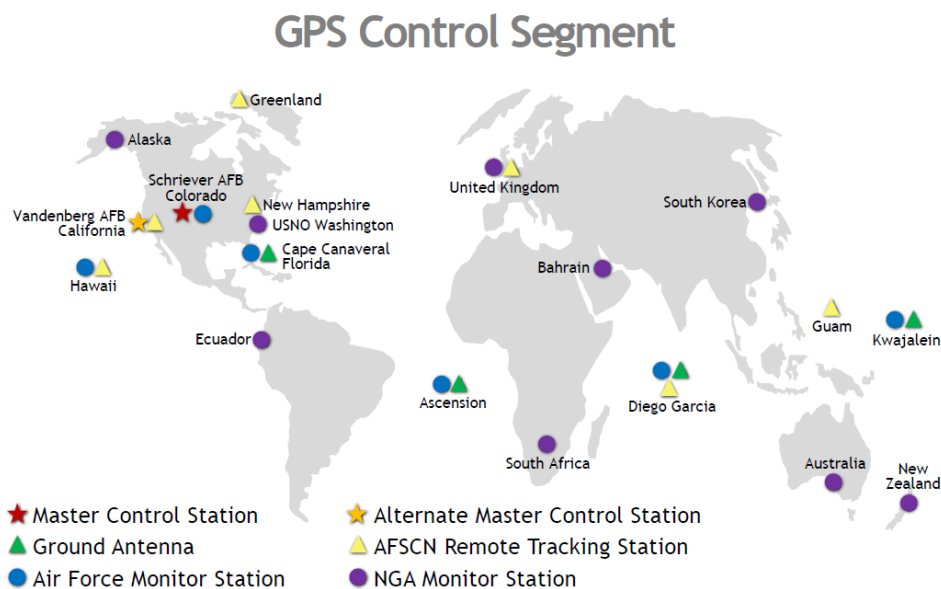 GPS Control Segment
Greenland
Alaska
Schriever AFB
Colorado
Vandenberg AFB
California
New Hampshire
USNO Washington
Cape Canaveral
Florida
Hawaii
United Kingdom
South Korea
Bahrain
Ecuador
Guam
Kwajalein
Ascension
Diego Garcia
South Africa
Australia
New
Zealand
Master Control Station
Alternate Master Control Station
Ground Antenna
AFSCN Remote Tracking Station
Air Force Monitor Station
NGA Monitor Station